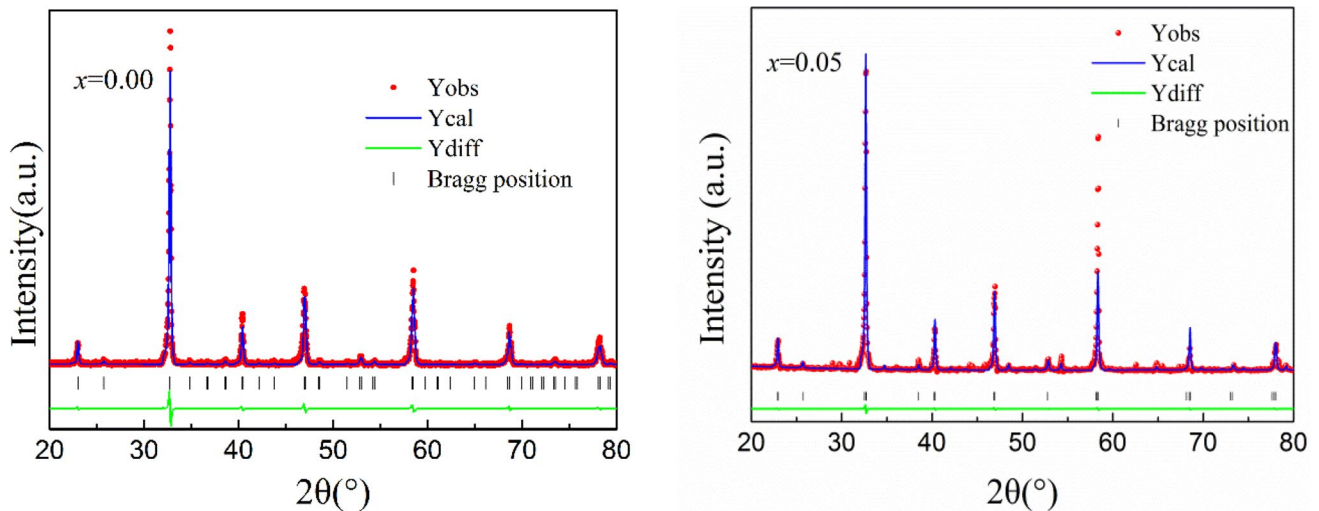 x=0.00
Yobs
Ycal
Ydiff
Bragg position
Intensity(a.u.)
20 30 40 50 60 70 80
2θ(°)
x=0.05
Yobs
Ycal
Ydiff
Bragg position
Intensity (a.u.)
20 30 40 50 60 70 80
2θ(°)